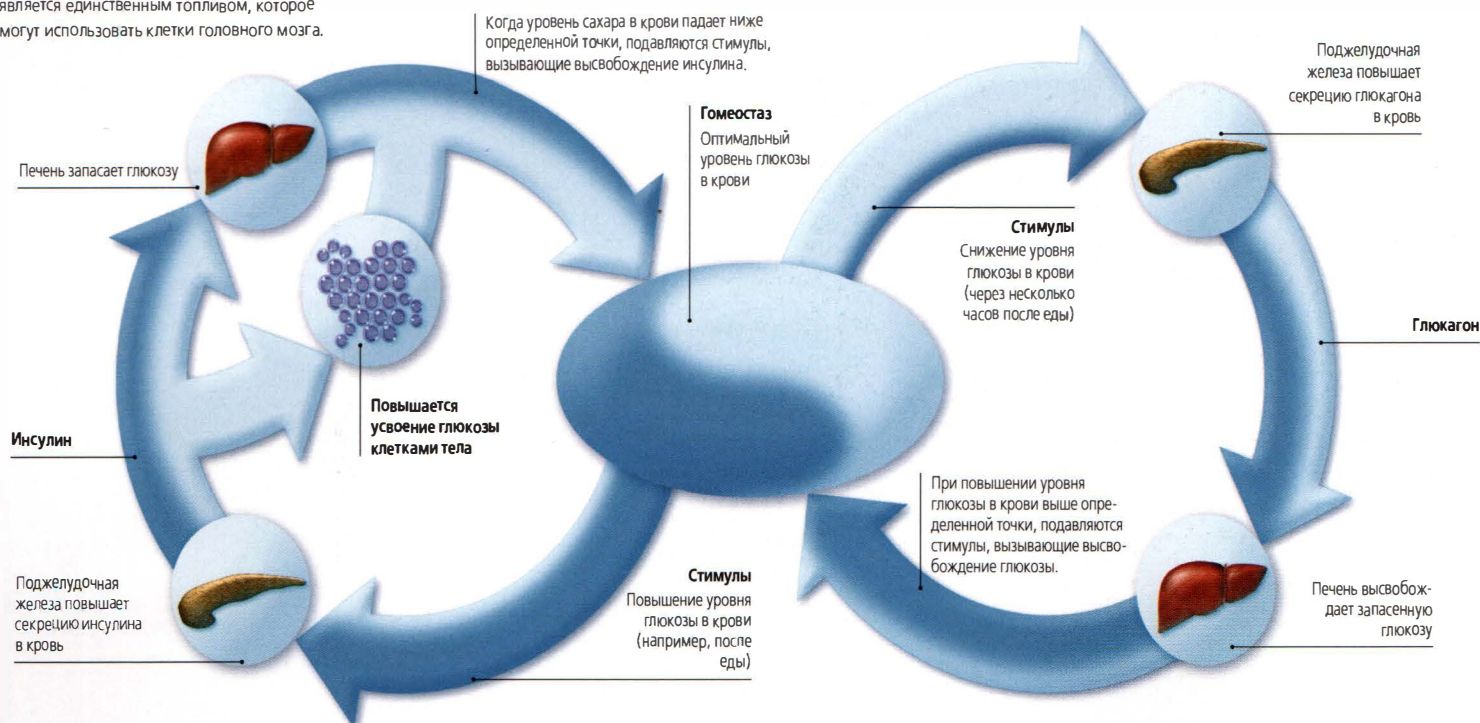 является единственным топливом, которое
могут использовать клетки головного мозга.
Когда уровень сахара в крови падает ниже
определенной точки, подавляются стимулы,
вызывающие высвобождение инсулина.
Печень запасает глюкозу
Гомеостаз
Оптимальный
уровень глюкозы
в крови
Поджелудочная
железа повышает
секрецию глюкагона
в кровь
Стимулы
Снижение уровня
глюкозы в крови
(через несколько
часов после еды)
Глюкагон
Повышается
усвоение глюкозы
клетками тела
Инсулин
При повышении уровня
глюкозы в крови выше опре-
деленной точки, подавляются
стимулы, вызывающие высво-
бождение глюкозы.
Поджелудочная
железа повышает
секрецию инсулина
в кровь
Стимулы
Повышение уровня
глюкозы в крови
(например, после
еды)
Печень высвобож-
дает запасенную
глюкозу